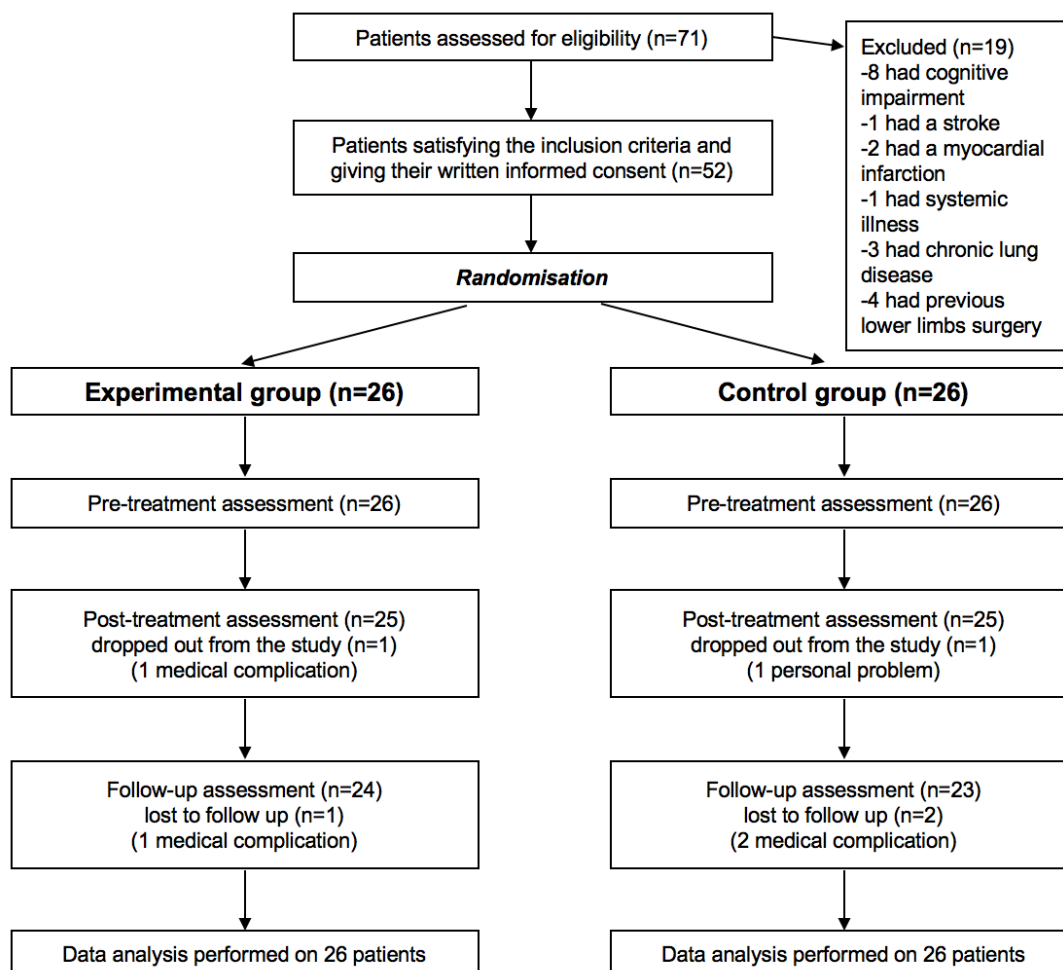 Patients assessed for eligibility (n=71)
Excluded (n=19)
-8 had cognitive
impairment
-1 had a stroke
-2 had a myocardial
infarction
-1 had systemic
illness
-3 had chronic lung
disease
-4 had previous
lower limbs surgery
Patients satisfying the inclusion criteria and
giving their written informed consent (n=52)
Randomisation
Experimental group (n=26)
Control group (n=26)
Pre-treatment assessment (n=26)
Pre-treatment assessment (n=26)
Post-treatment assessment (n=25)
dropped out from the study (n=1)
(1 medical complication)
Post-treatment assessment (n=25)
dropped out from the study (n=1)
(1 personal problem)
Follow-up assessment (n=24)
lost to follow up (n=1)
(1 medical complication)
Follow-up assessment (n=23)
lost to follow up (n=2)
(2 medical complication)
Data analysis performed on 26 patients
Data analysis performed on 26 patients